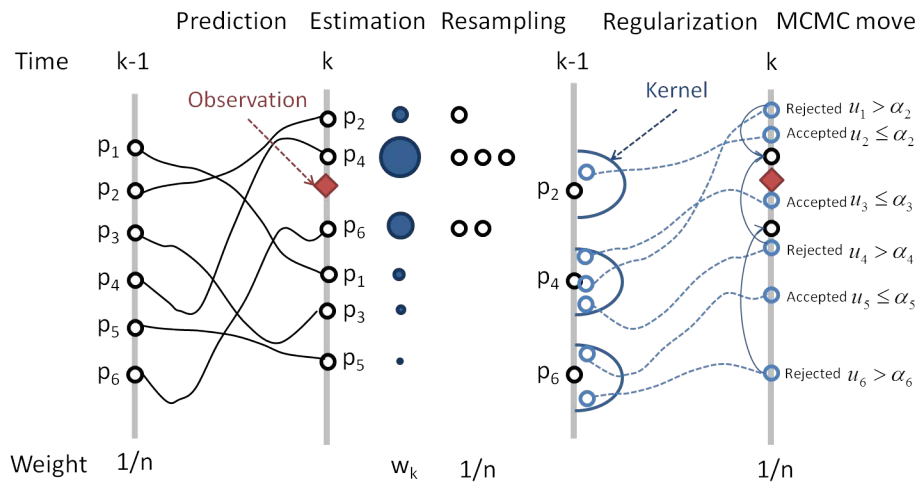 Prediction Estimation Resampling Regularization MCMC move
Time k-1 k k-1 k
Observation Kernel
p₂ Rejected u₁ > α₂
p₁ p₄ Accepted u₂ ≤ α₂
p₂ p₂ Accepted u₃ ≤ α₃
p₃ p₆ Rejected u₄ > α₄
p₄ p₁ p₄ Accepted u₅ ≤ α₅
p₅ p₃
p₆ p₅ p₆ Rejected u₆ > α₆
Weight 1/n wₖ 1/n 1/n